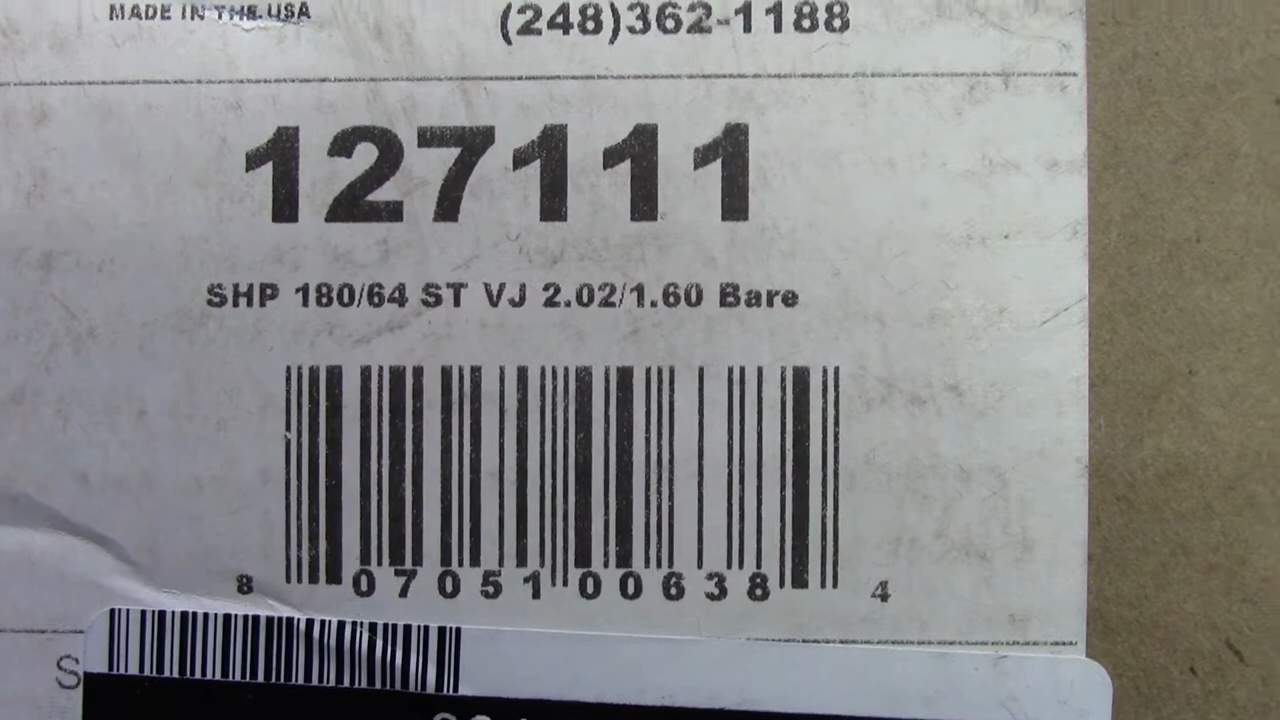 MADE IN THE USA
(248)362-1188
127111
SHP 180/64 ST VJ 2.02/1.60 Bare
8 07051 00638 4
S